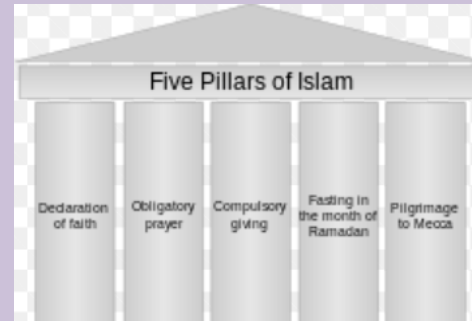 Five Pillars of Islam
Declaration
of faith
Obligatory
prayer
Compulsory
giving
Fasting in
the month of
Ramadan
Pilgrimage
to Mecca